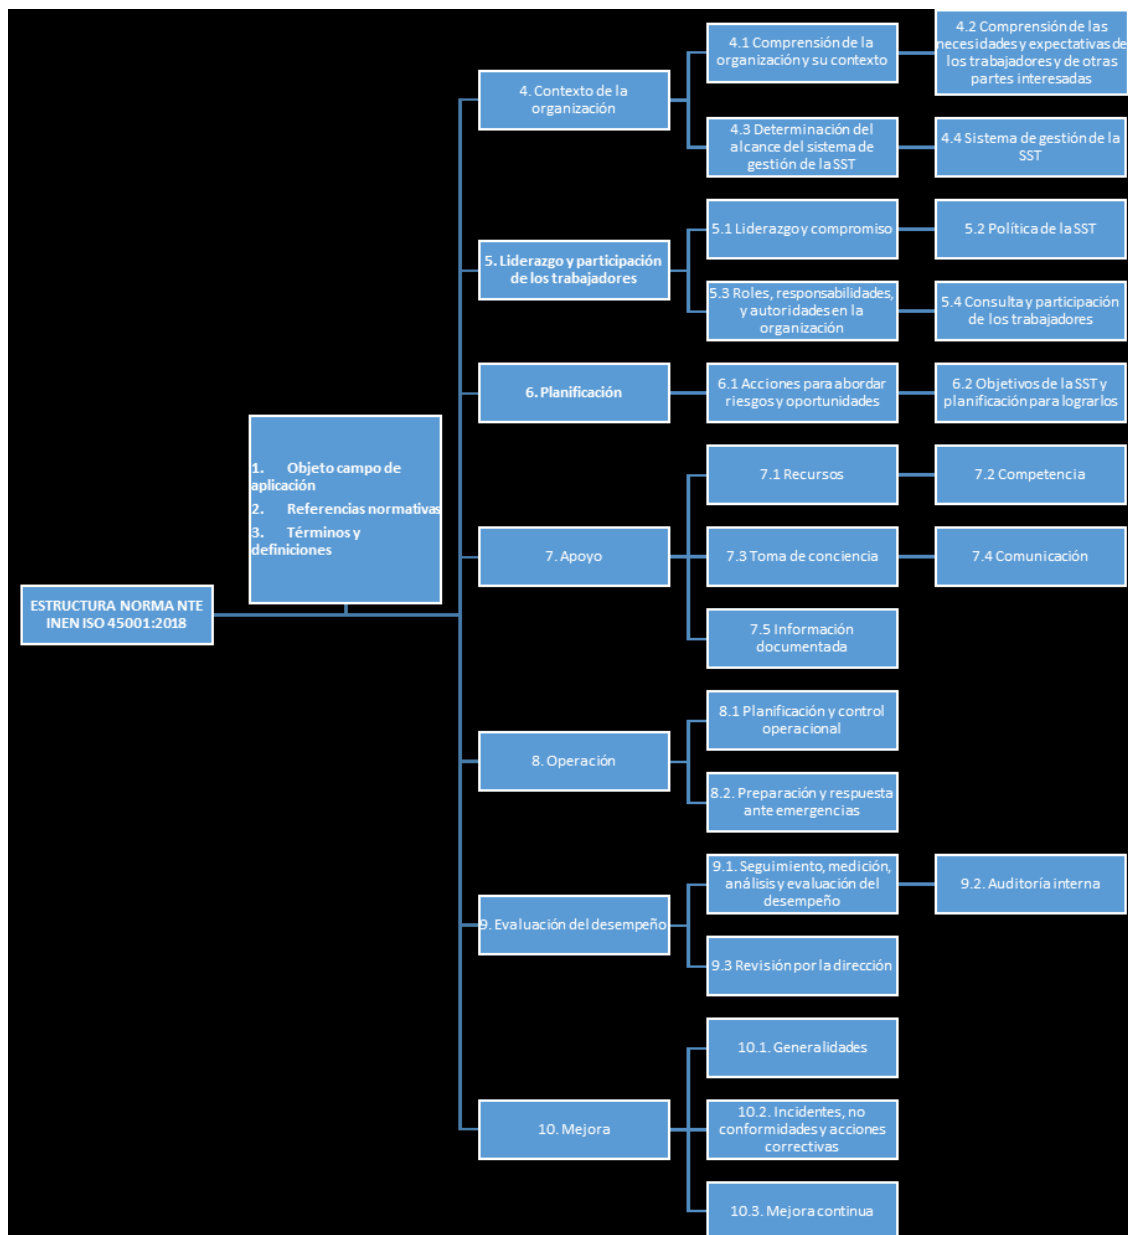 ESTRUCTURA NORMA NTE
INEN ISO 45001:2018
1. Objeto campo de
aplicación
2. Referencias normativas
3. Términos y
definiciones
4. Contexto de la
organización
4.1 Comprensión de la
organización y su contexto
4.2 Comprensión de las
necesidades y expectativas de
los trabajadores y de otras
partes interesadas
4.3 Determinación del
alcance del sistema de
gestión de la SST
4.4 Sistema de gestión de la
SST
5. Liderazgo y participación
de los trabajadores
5.1 Liderazgo y compromiso
5.2 Política de la SST
5.3 Roles, responsabilidades,
y autoridades en la
organización
5.4 Consulta y participación
de los trabajadores
6. Planificación
6.1 Acciones para abordar
riesgos y oportunidades
6.2 Objetivos de la SST y
planificación para lograrlos
7. Apoyo
7.1 Recursos
7.2 Competencia
7.3 Toma de conciencia
7.4 Comunicación
7.5 Información
documentada
8. Operación
8.1 Planificación y control
operacional
8.2. Preparación y respuesta
ante emergencias
9. Evaluación del desempeño
9.1. Seguimiento, medición,
análisis y evaluación del
desempeño
9.2. Auditoría interna
9.3 Revisión por la dirección
10. Mejora
10.1. Generalidades
10.2. Incidentes, no
conformidades y acciones
correctivas
10.3. Mejora continua